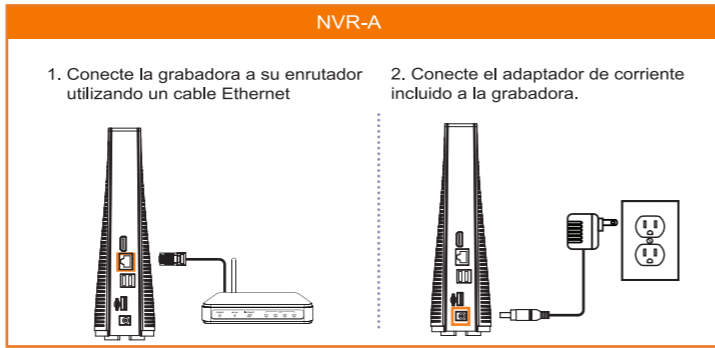 NVR-A
1. Conecte la grabadora a su enrutador
utilizando un cable Ethernet
2. Conecte el adaptador de corriente
incluido a la grabadora.